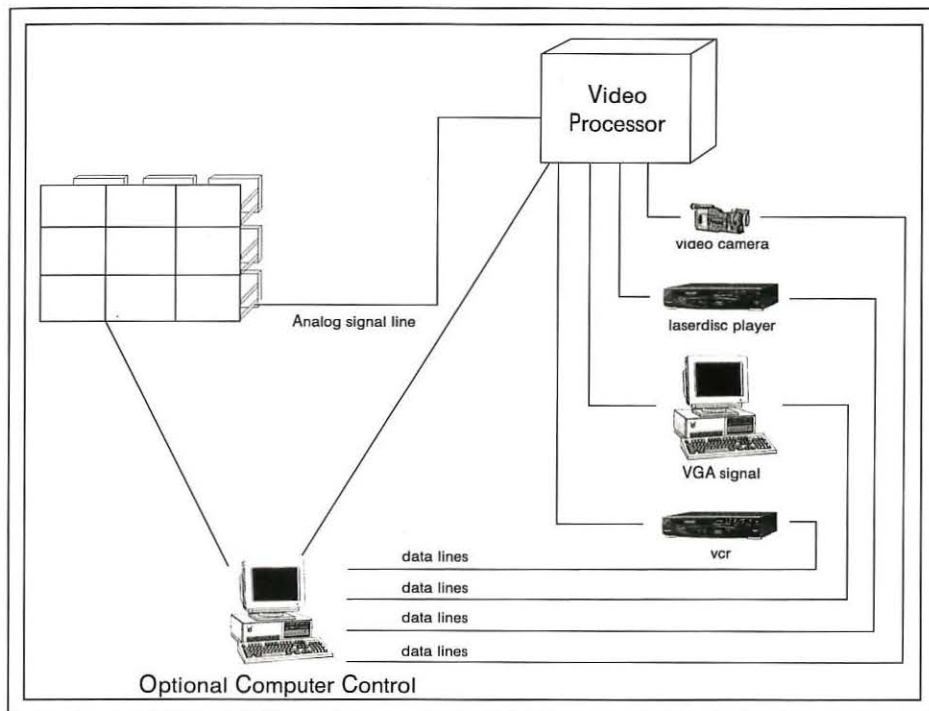 Video
Processor
video camera
Analog signal line
laserdisc player
VGA signal
vcr
data lines
data lines
data lines
data lines
Optional Computer Control